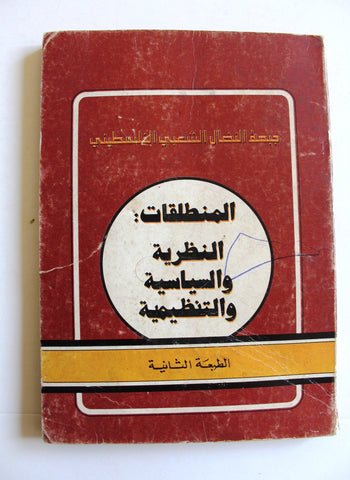 جبهة النضال الشعبي الفلسطيني
المنطلقات:
النظرية
والسياسية
والتنظيمية
الطبعة الثانية